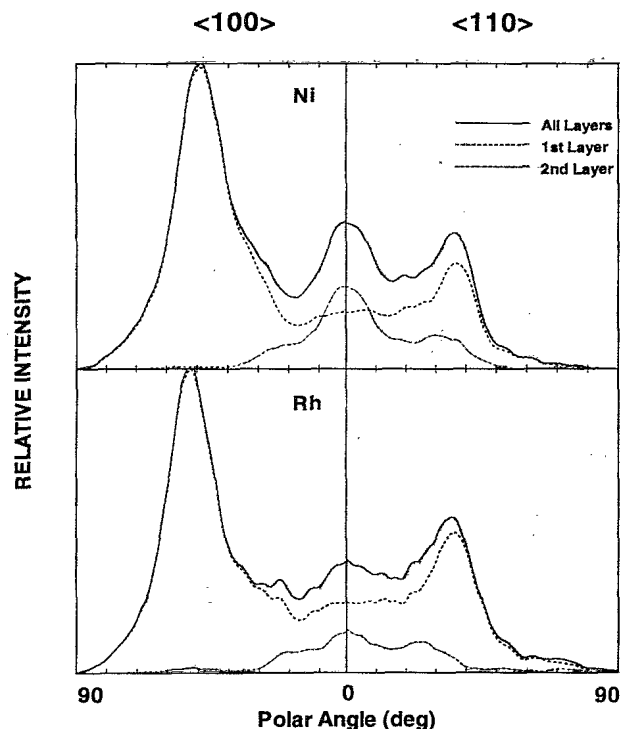 <100> <110>
Ni
All Layers
1st Layer
2nd Layer
RELATIVE INTENSITY
Rh
90 0 90
Polar Angle (deg)